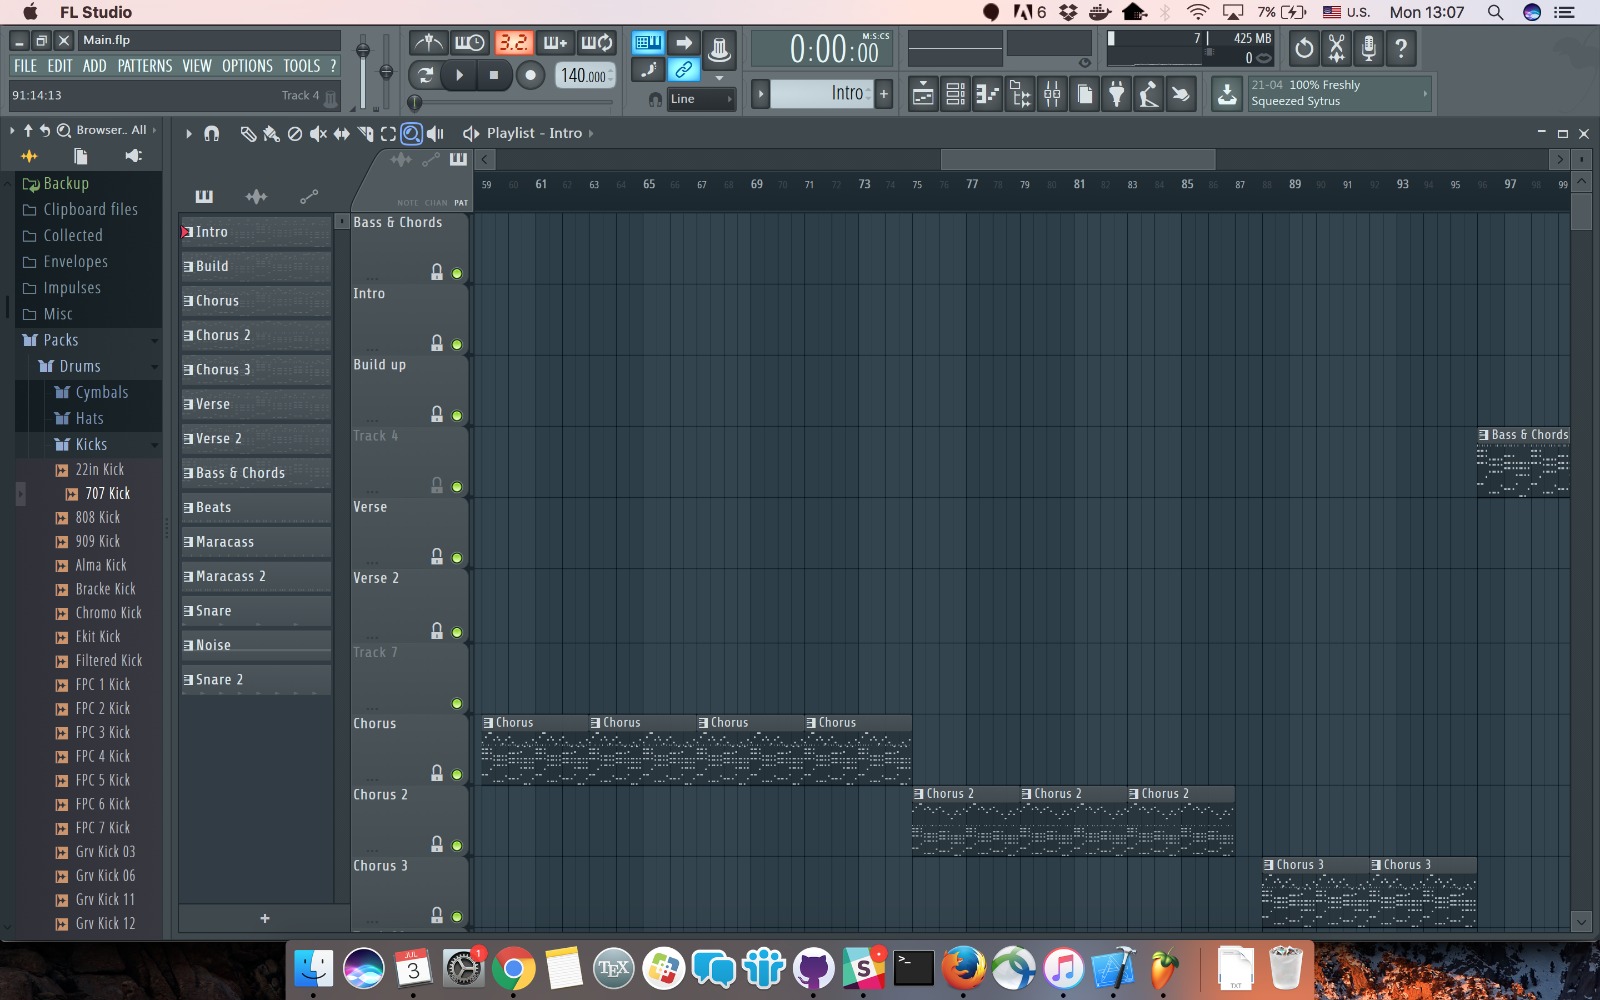 FL Studio
6
7%
U.S.
Mon 13:07
Main.flp
FILE EDIT ADD PATTERNS VIEW OPTIONS TOOLS ?
91:14:13
Track 4
3.2.
140.000
Line
0:00:00
M:S:CS
Intro
7
425 MB
0
?
21-04 100% Freshly
Squeezed Sytrus
Browser.. All
Playlist - Intro
NOTE CHAN PAT
59 60 61 62 63 64 65 66 67 68 69 70 71 72 73 74 75 76 77 78 79 80 81 82 83 84 85 86 87 88 89 90 91 92 93 94 95 96 97 98 99
Backup
Clipboard files
Collected
Envelopes
Impulses
Misc
Packs
Drums
Cymbals
Hats
Kicks
22in Kick
707 Kick
808 Kick
909 Kick
Alma Kick
Bracke Kick
Chromo Kick
Ekit Kick
Filtered Kick
FPC 1 Kick
FPC 2 Kick
FPC 3 Kick
FPC 4 Kick
FPC 5 Kick
FPC 6 Kick
FPC 7 Kick
Grv Kick 03
Grv Kick 06
Grv Kick 11
Grv Kick 12
Intro
Build
Chorus
Chorus 2
Chorus 3
Verse
Verse 2
Bass & Chords
Beats
Maracass
Maracass 2
Snare
Noise
Snare 2
+
Bass & Chords
Intro
Build up
Track 4
Bass & Chords
Verse
Verse 2
Track 7
Chorus
Chorus Chorus Chorus Chorus
Chorus 2
Chorus 2 Chorus 2 Chorus 2
Chorus 3
Chorus 3 Chorus 3
JUL
3
1
TEX
S
>_
TXT